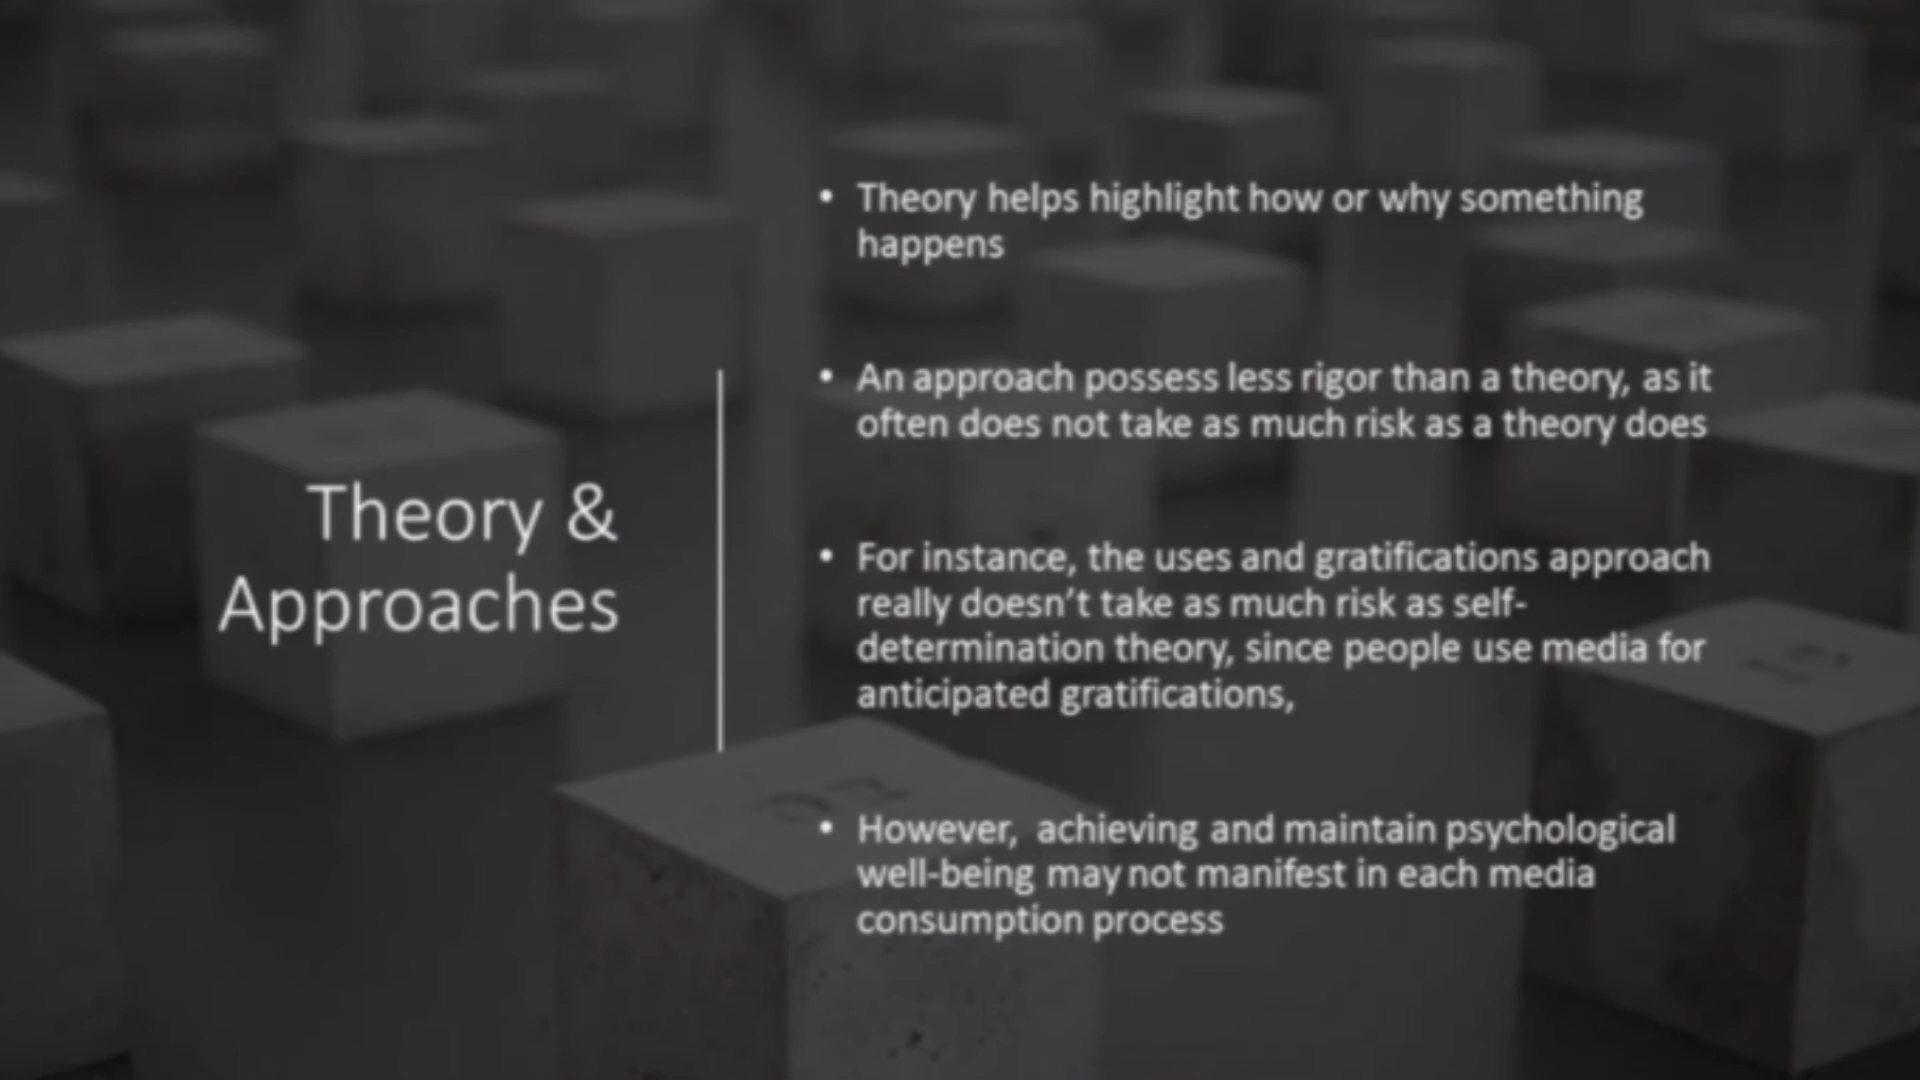 Theory &
Approaches
• Theory helps highlight how or why something
happens
• An approach possess less rigor than a theory, as it
often does not take as much risk as a theory does
• For instance, the uses and gratifications approach
really doesn't take as much risk as self-
determination theory, since people use media for
anticipated gratifications,
• However,  achieving and maintain psychological
well-being may not manifest in each media
consumption process